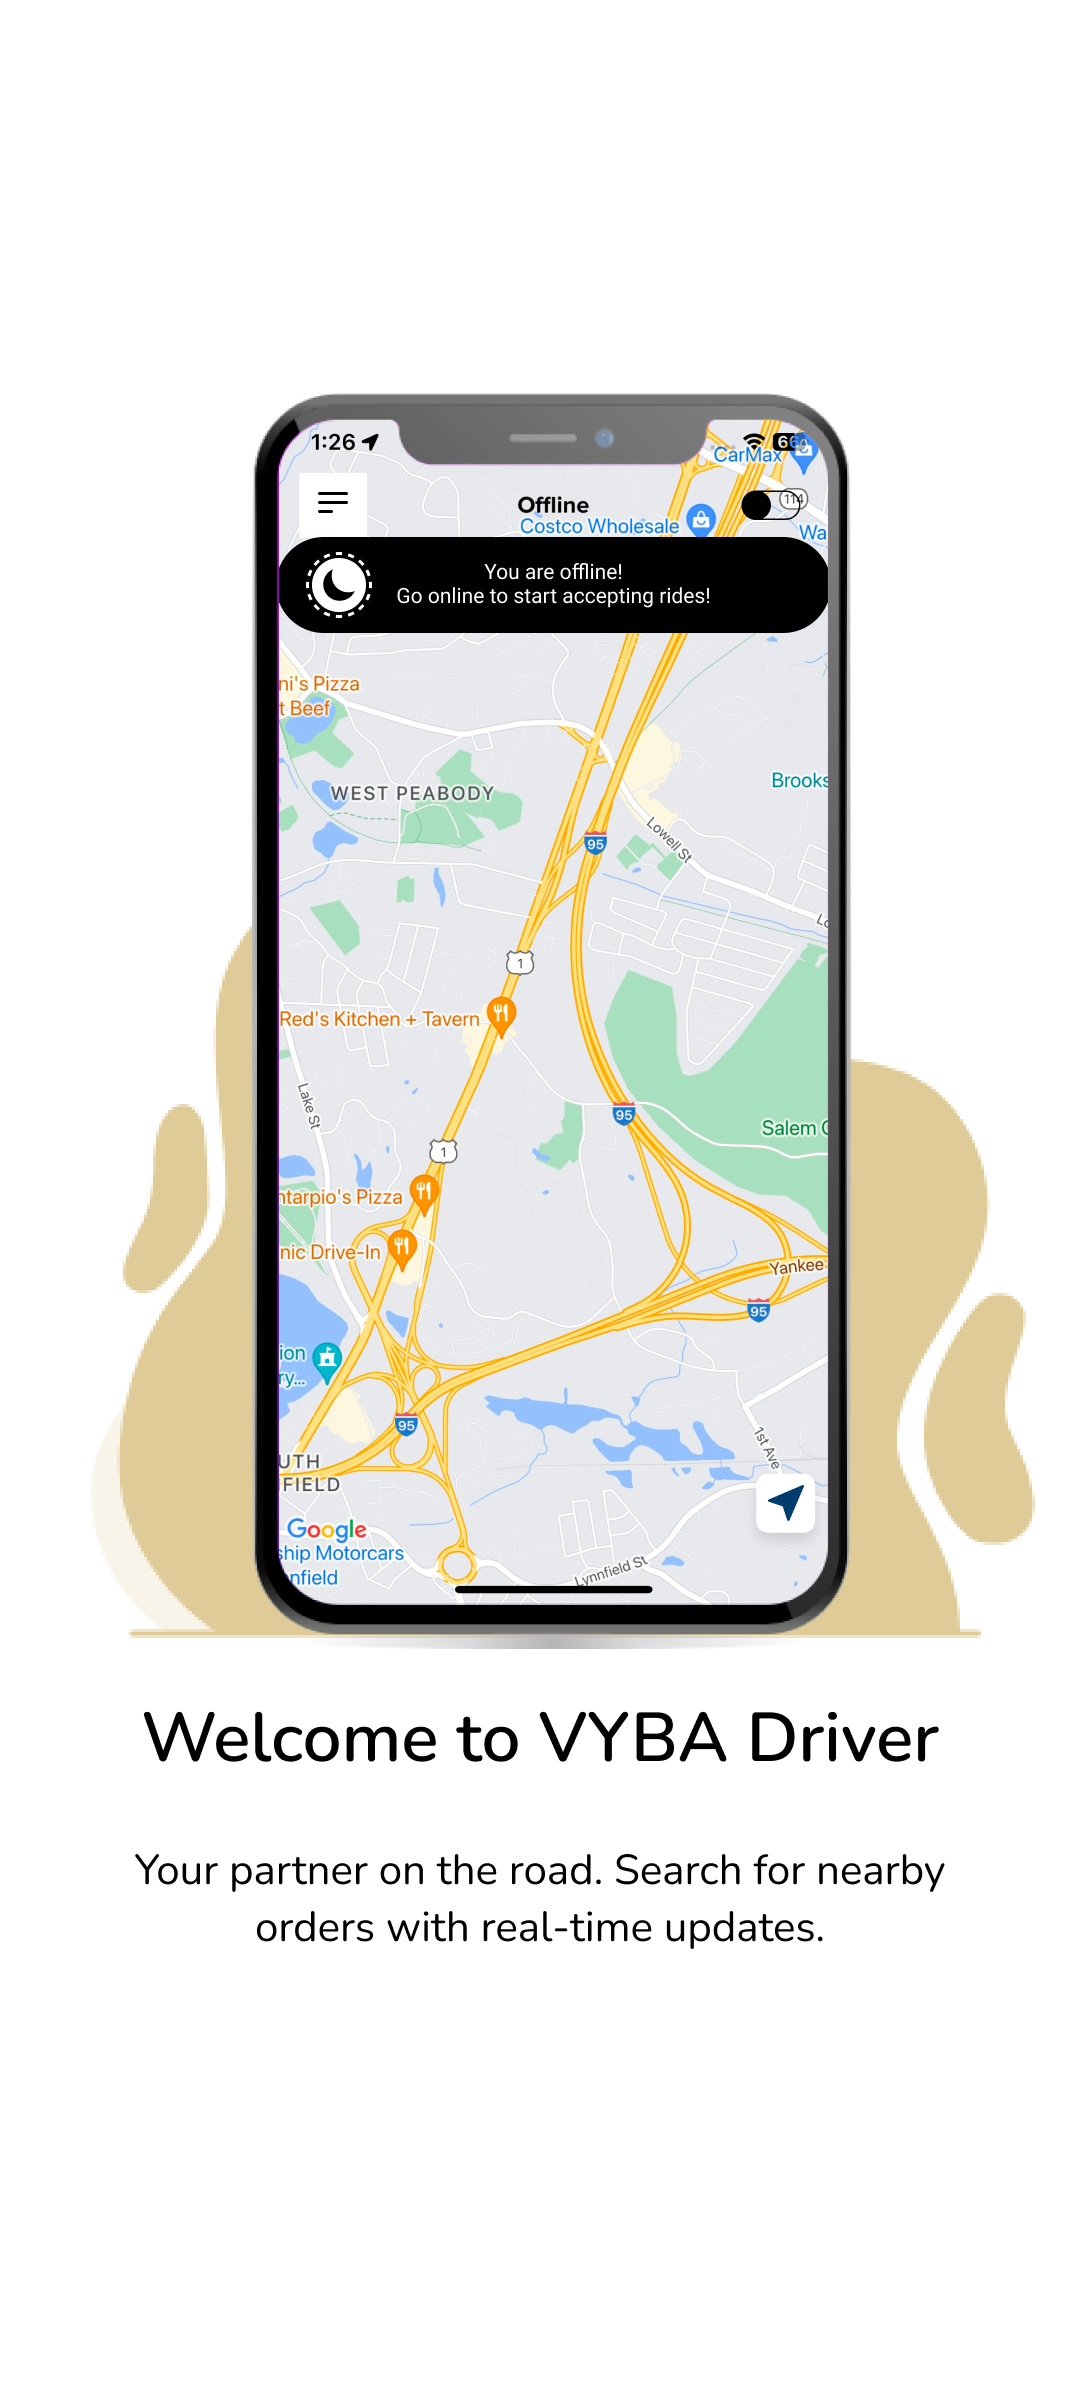 1:26
CarMax
66
Offline
114
Costco Wholesale
Wa
You are offline!
Go online to start accepting rides!
ni's Pizza
t Beef
WEST PEABODY
Brooks
95
Lowell St
Lo
1
Red's Kitchen + Tavern
Lake St
95
Salem C
1
ntarpio's Pizza
nic Drive-In
Yankee
95
ion
ry...
95
1st Ave
UTH
FIELD
Google
ship Motorcars
nfield
Lynnfield St
Welcome to VYBA Driver
Your partner on the road. Search for nearby
orders with real-time updates.